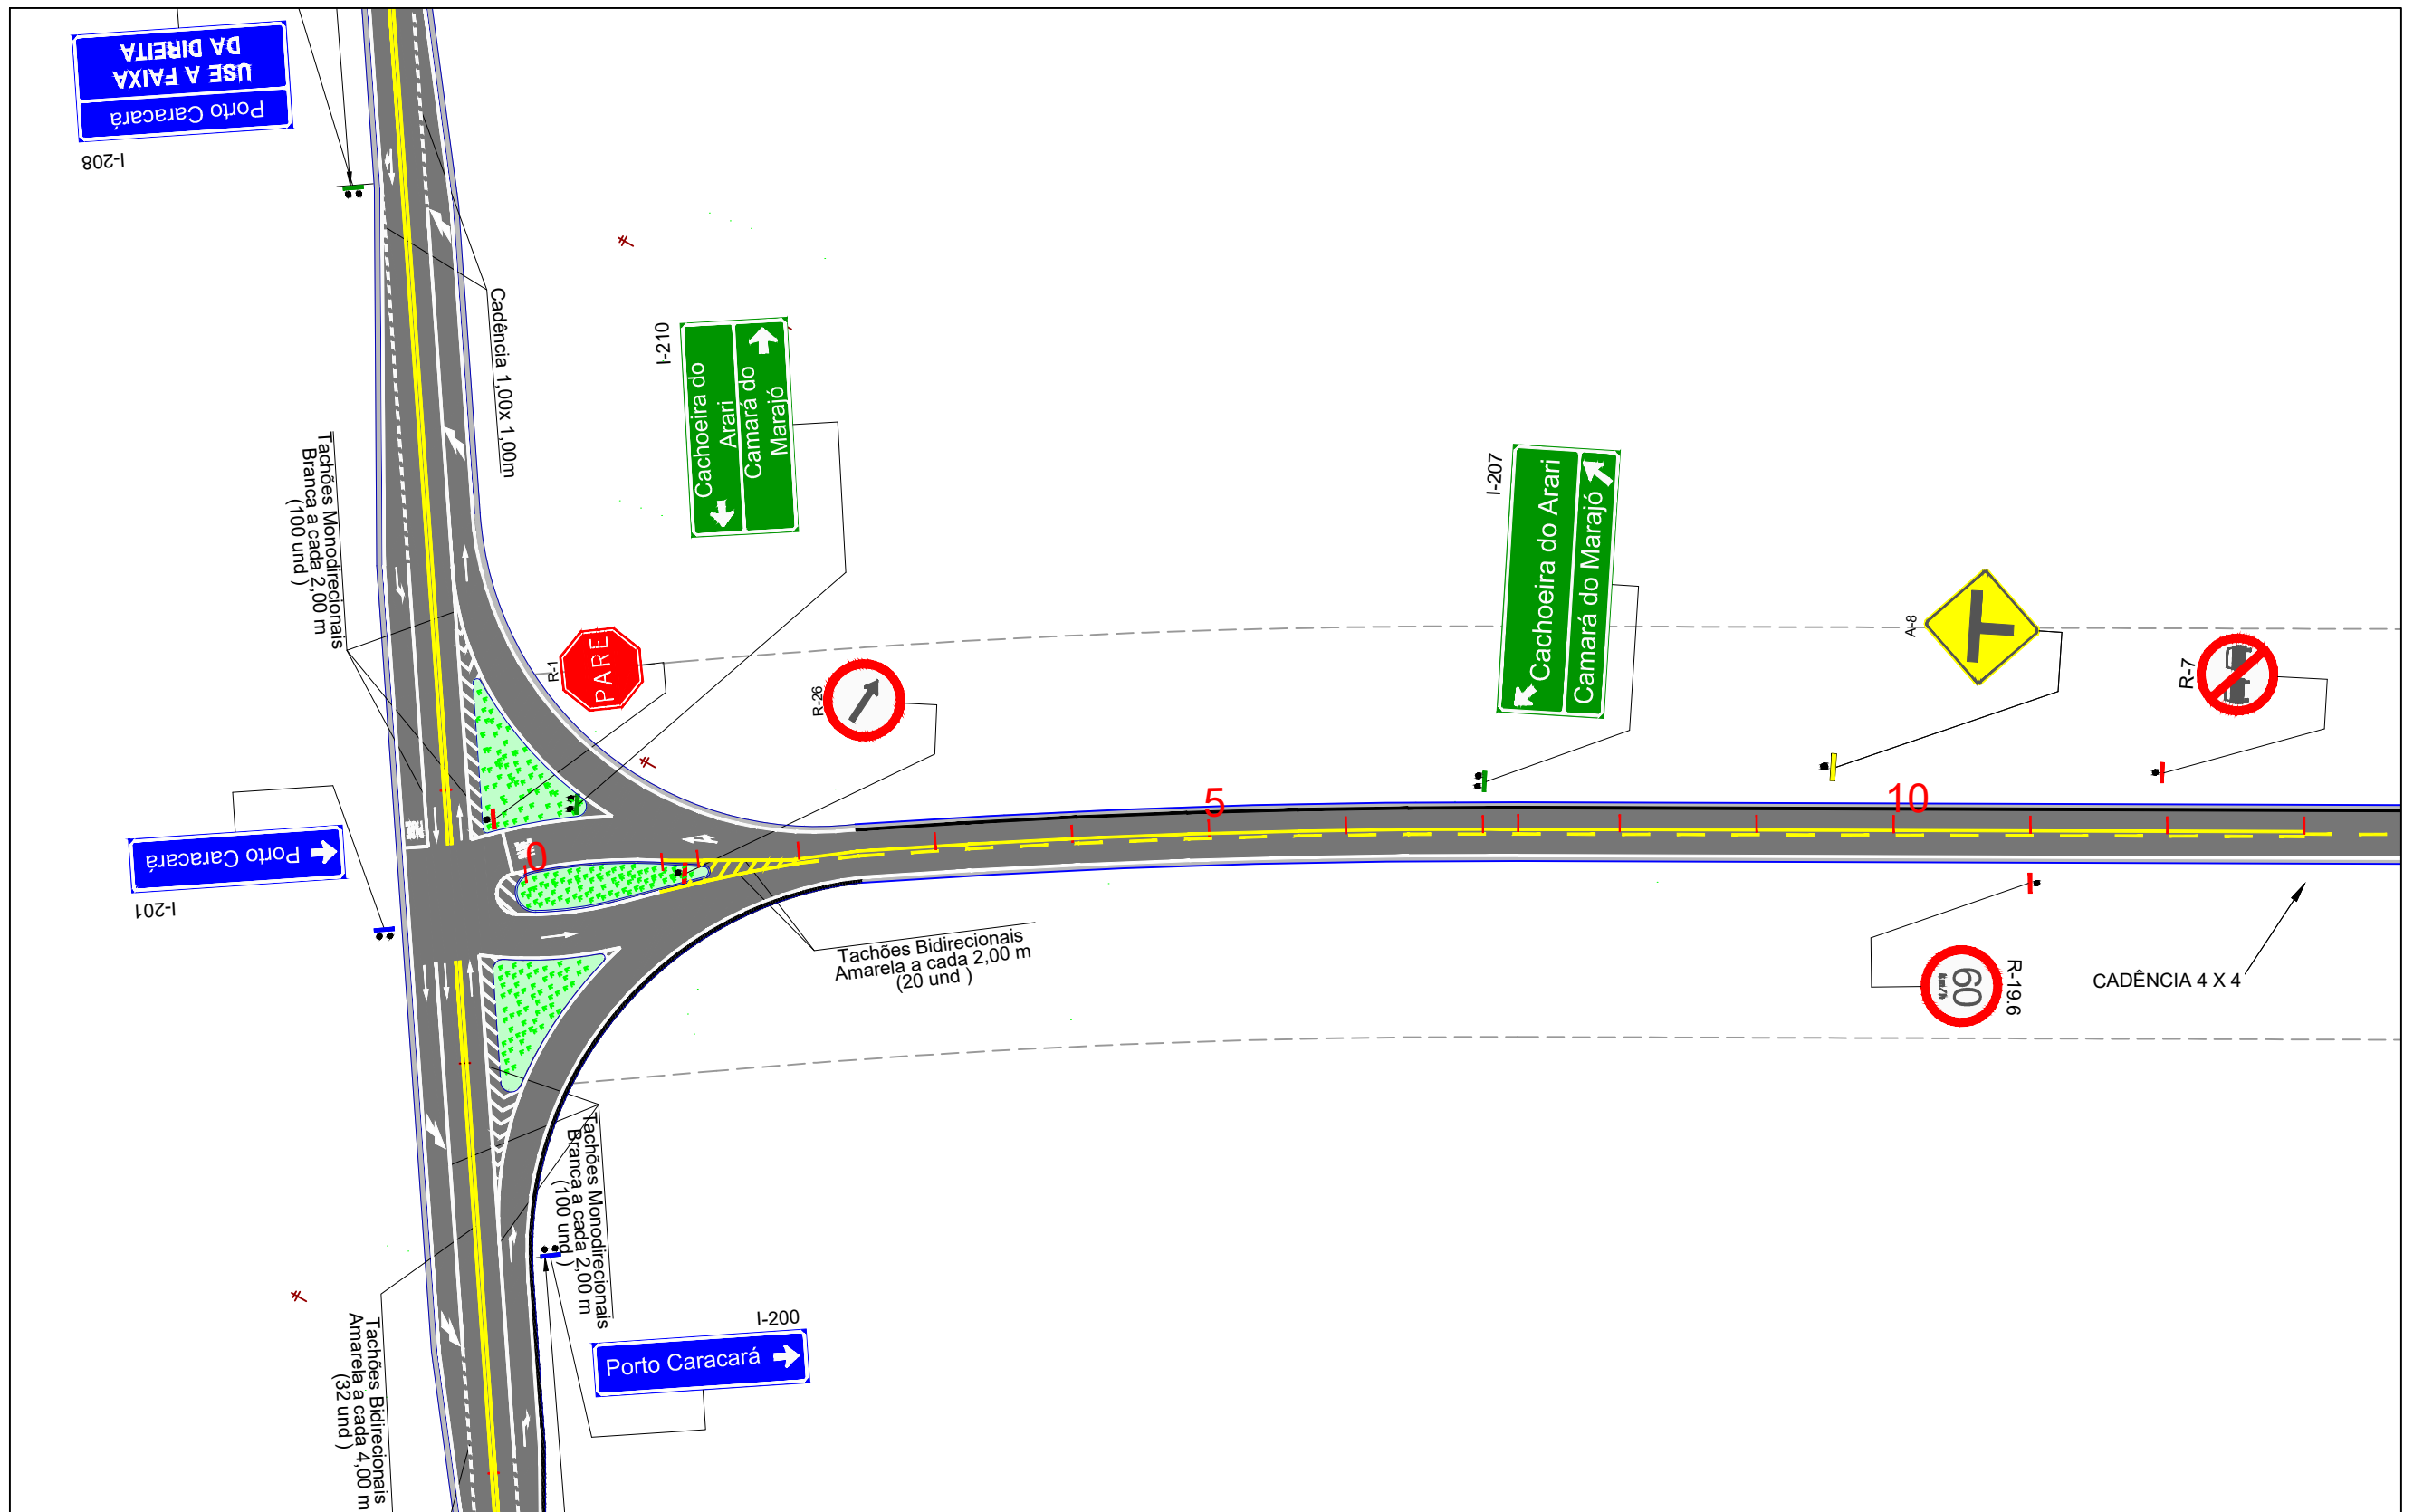 USE A FAIXA
DA DIREITA
Porto Caracará
I-208
Cadência 1,00x 1,00m
I-210
Cachoeira do
Arari
Camará do
Marajó
Tachões Monodirecionais
Branca a cada 2,00 m
(100 und )
R-1
PARE
R-26
I-207
Cachoeira do Arari
Camará do Marajó
A-8
R-7
Porto Caracará
I-201
0
5
10
Tachões Bidirecionais
Amarela a cada 2,00 m
(20 und )
R-19.6
60
km/h
CADÊNCIA 4 X 4
Tachões Monodirecionais
Branca a cada 2,00 m
(100 und )
I-200
Porto Caracará
Tachões Bidirecionais
Amarela a cada 4,00 m
(32 und )